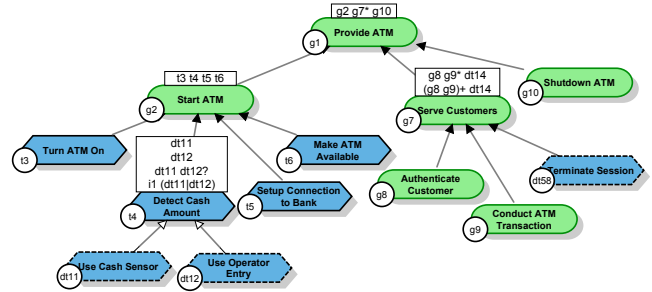 g2 g7* g10
Provide ATM
g1
t3 t4 t5 t6
Start ATM
g2
g8 g9* dt14
(g8 g9)+ dt14
Serve Customers
g7
Shutdown ATM
g10
Turn ATM On
t3
dt11
dt12
dt11 dt12?
i1 (dt11|dt12)
Detect Cash
Amount
t4
Make ATM
Available
t6
Setup Connection
to Bank
t5
Authenticate
Customer
g8
Terminate Session
dt58
Conduct ATM
Transaction
g9
Use Cash Sensor
dt11
Use Operator
Entry
dt12